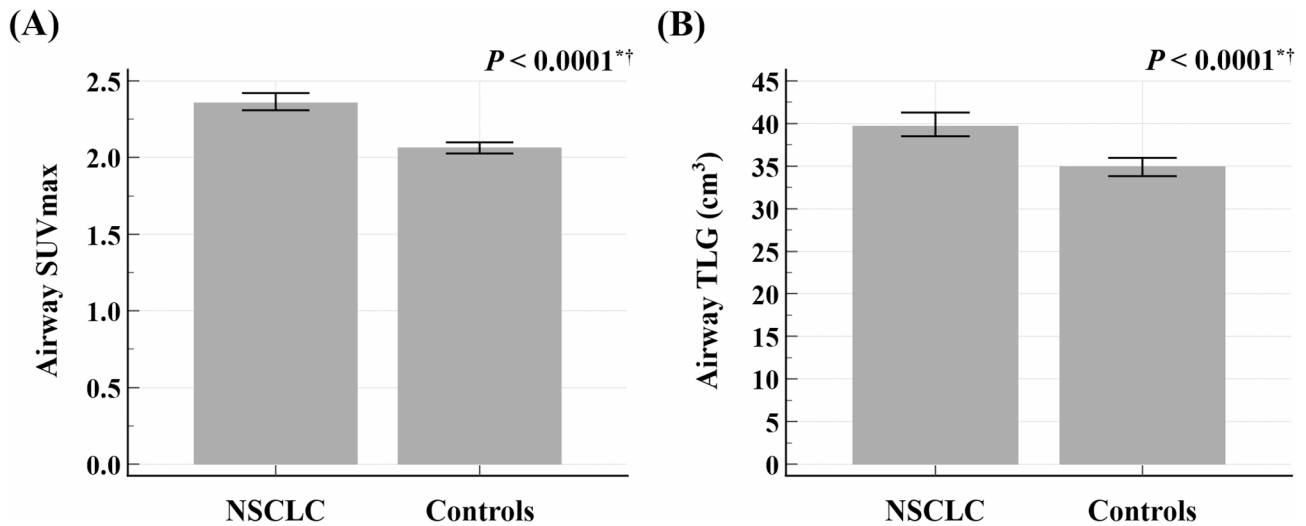 (A)
P < 0.0001*†
Airway SUVmax
2.5
2.0
1.5
1.0
0.5
0.0
NSCLC Controls
(B)
P < 0.0001*†
Airway TLG (cm³)
45
40
35
30
25
20
15
10
5
0
NSCLC Controls